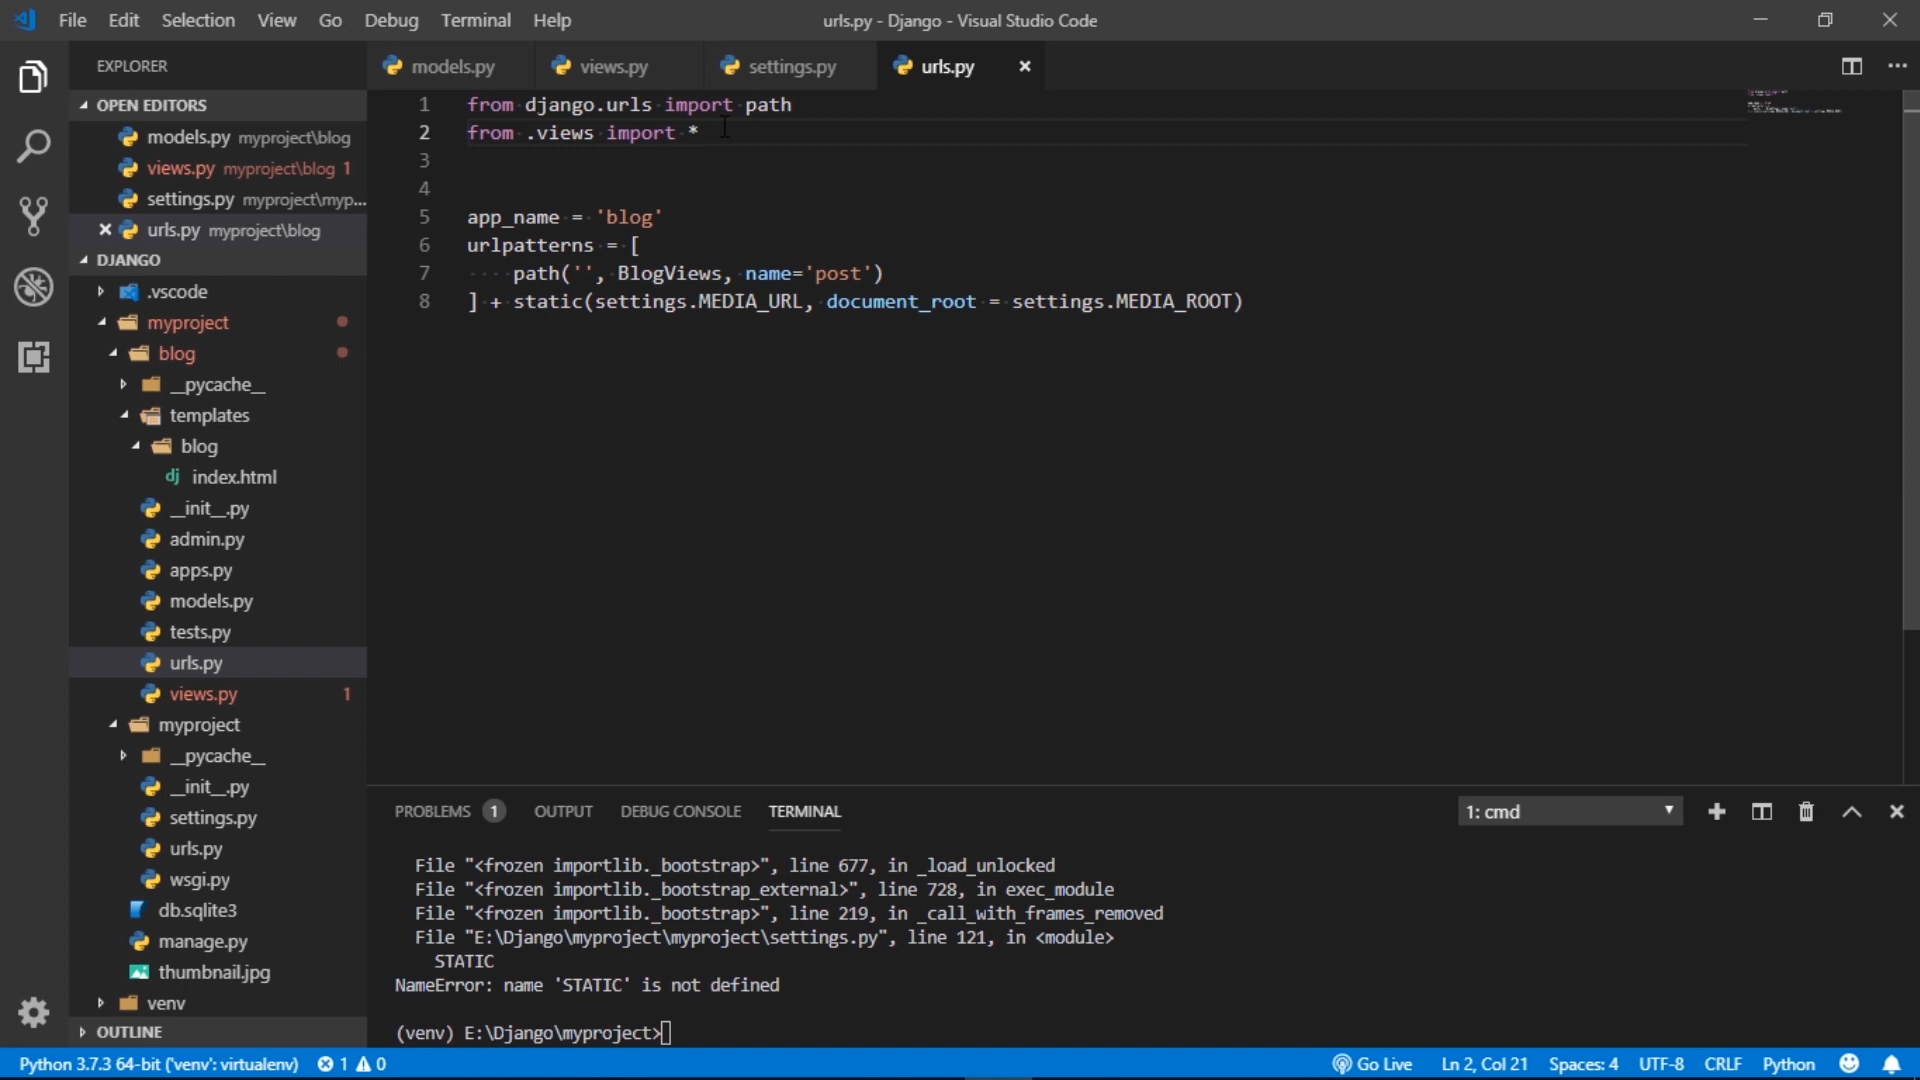 File Edit Selection View Go Debug Terminal Help
urls.py - Django - Visual Studio Code
EXPLORER
OPEN EDITORS
models.py myproject\blog
views.py myproject\blog 1
settings.py myproject\myp...
urls.py myproject\blog
DJANGO
.vscode
myproject
blog
__pycache__
templates
blog
dj index.html
__init__.py
admin.py
apps.py
models.py
tests.py
urls.py
views.py 1
myproject
__pycache__
__init__.py
settings.py
urls.py
wsgi.py
db.sqlite3
manage.py
thumbnail.jpg
venv
OUTLINE
models.py views.py settings.py urls.py
1 from django.urls import path
2 from .views import *
3
4
5 app_name = 'blog'
6 urlpatterns = [
7 ····path('', BlogViews, name='post')
8 ] + static(settings.MEDIA_URL, document_root = settings.MEDIA_ROOT)
PROBLEMS 1 OUTPUT DEBUG CONSOLE TERMINAL
1: cmd
File "<frozen importlib._bootstrap>", line 677, in _load_unlocked
File "<frozen importlib._bootstrap_external>", line 728, in exec_module
File "<frozen importlib._bootstrap>", line 219, in _call_with_frames_removed
File "E:\Django\myproject\myproject\settings.py", line 121, in <module>
STATIC
NameError: name 'STATIC' is not defined
(venv) E:\Django\myproject>
Python 3.7.3 64-bit ('venv': virtualenv) 1 0
Go Live Ln 2, Col 21 Spaces: 4 UTF-8 CRLF Python